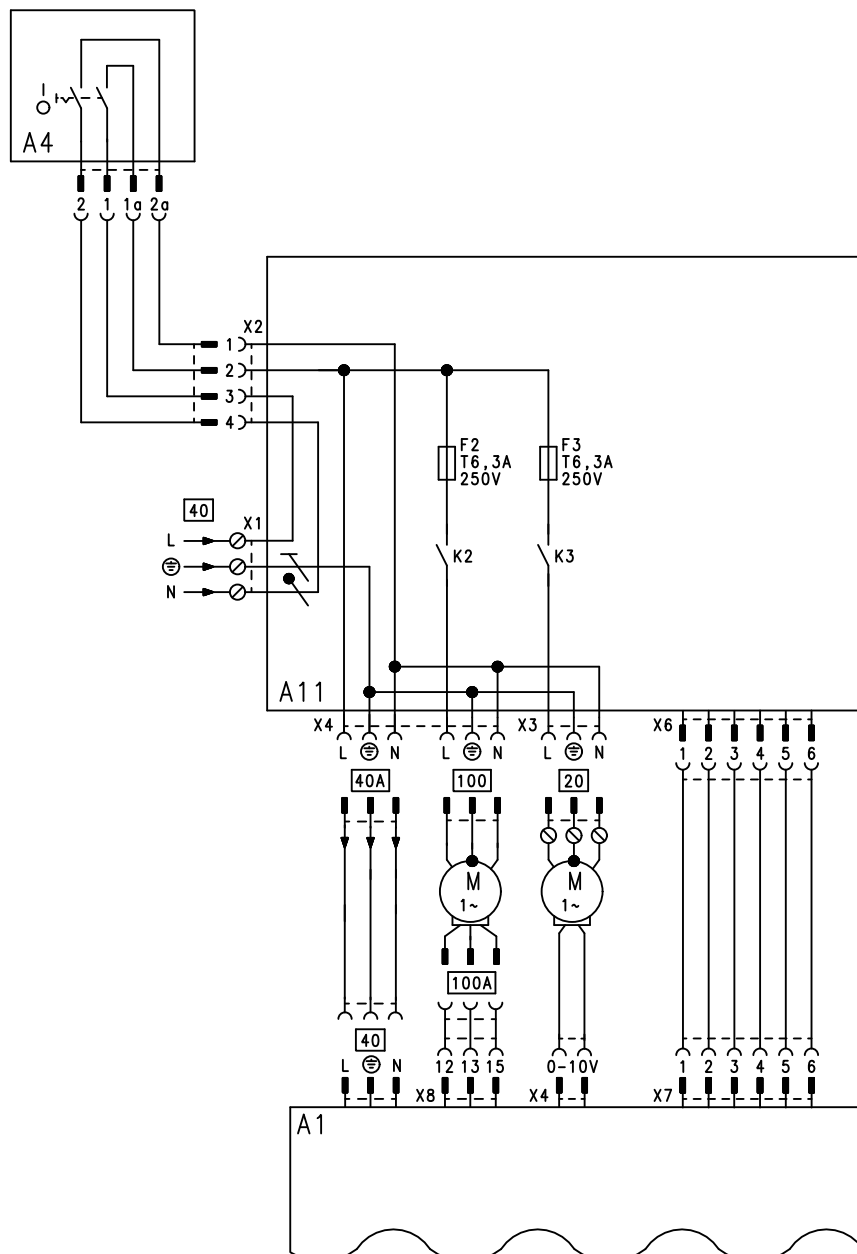 A4
2 1 1a 2a
X2
1
2
3
4
F2
T6,3A
250V
F3
T6,3A
250V
40
X1
L
N
K2
K3
A11
X4
X3
X6
L N L N L N
1 2 3 4 5 6
40A
100
20
M
1~
M
1~
100A
40
L N
12 13 15
0-10V
1 2 3 4 5 6
X8
X4
X7
A1